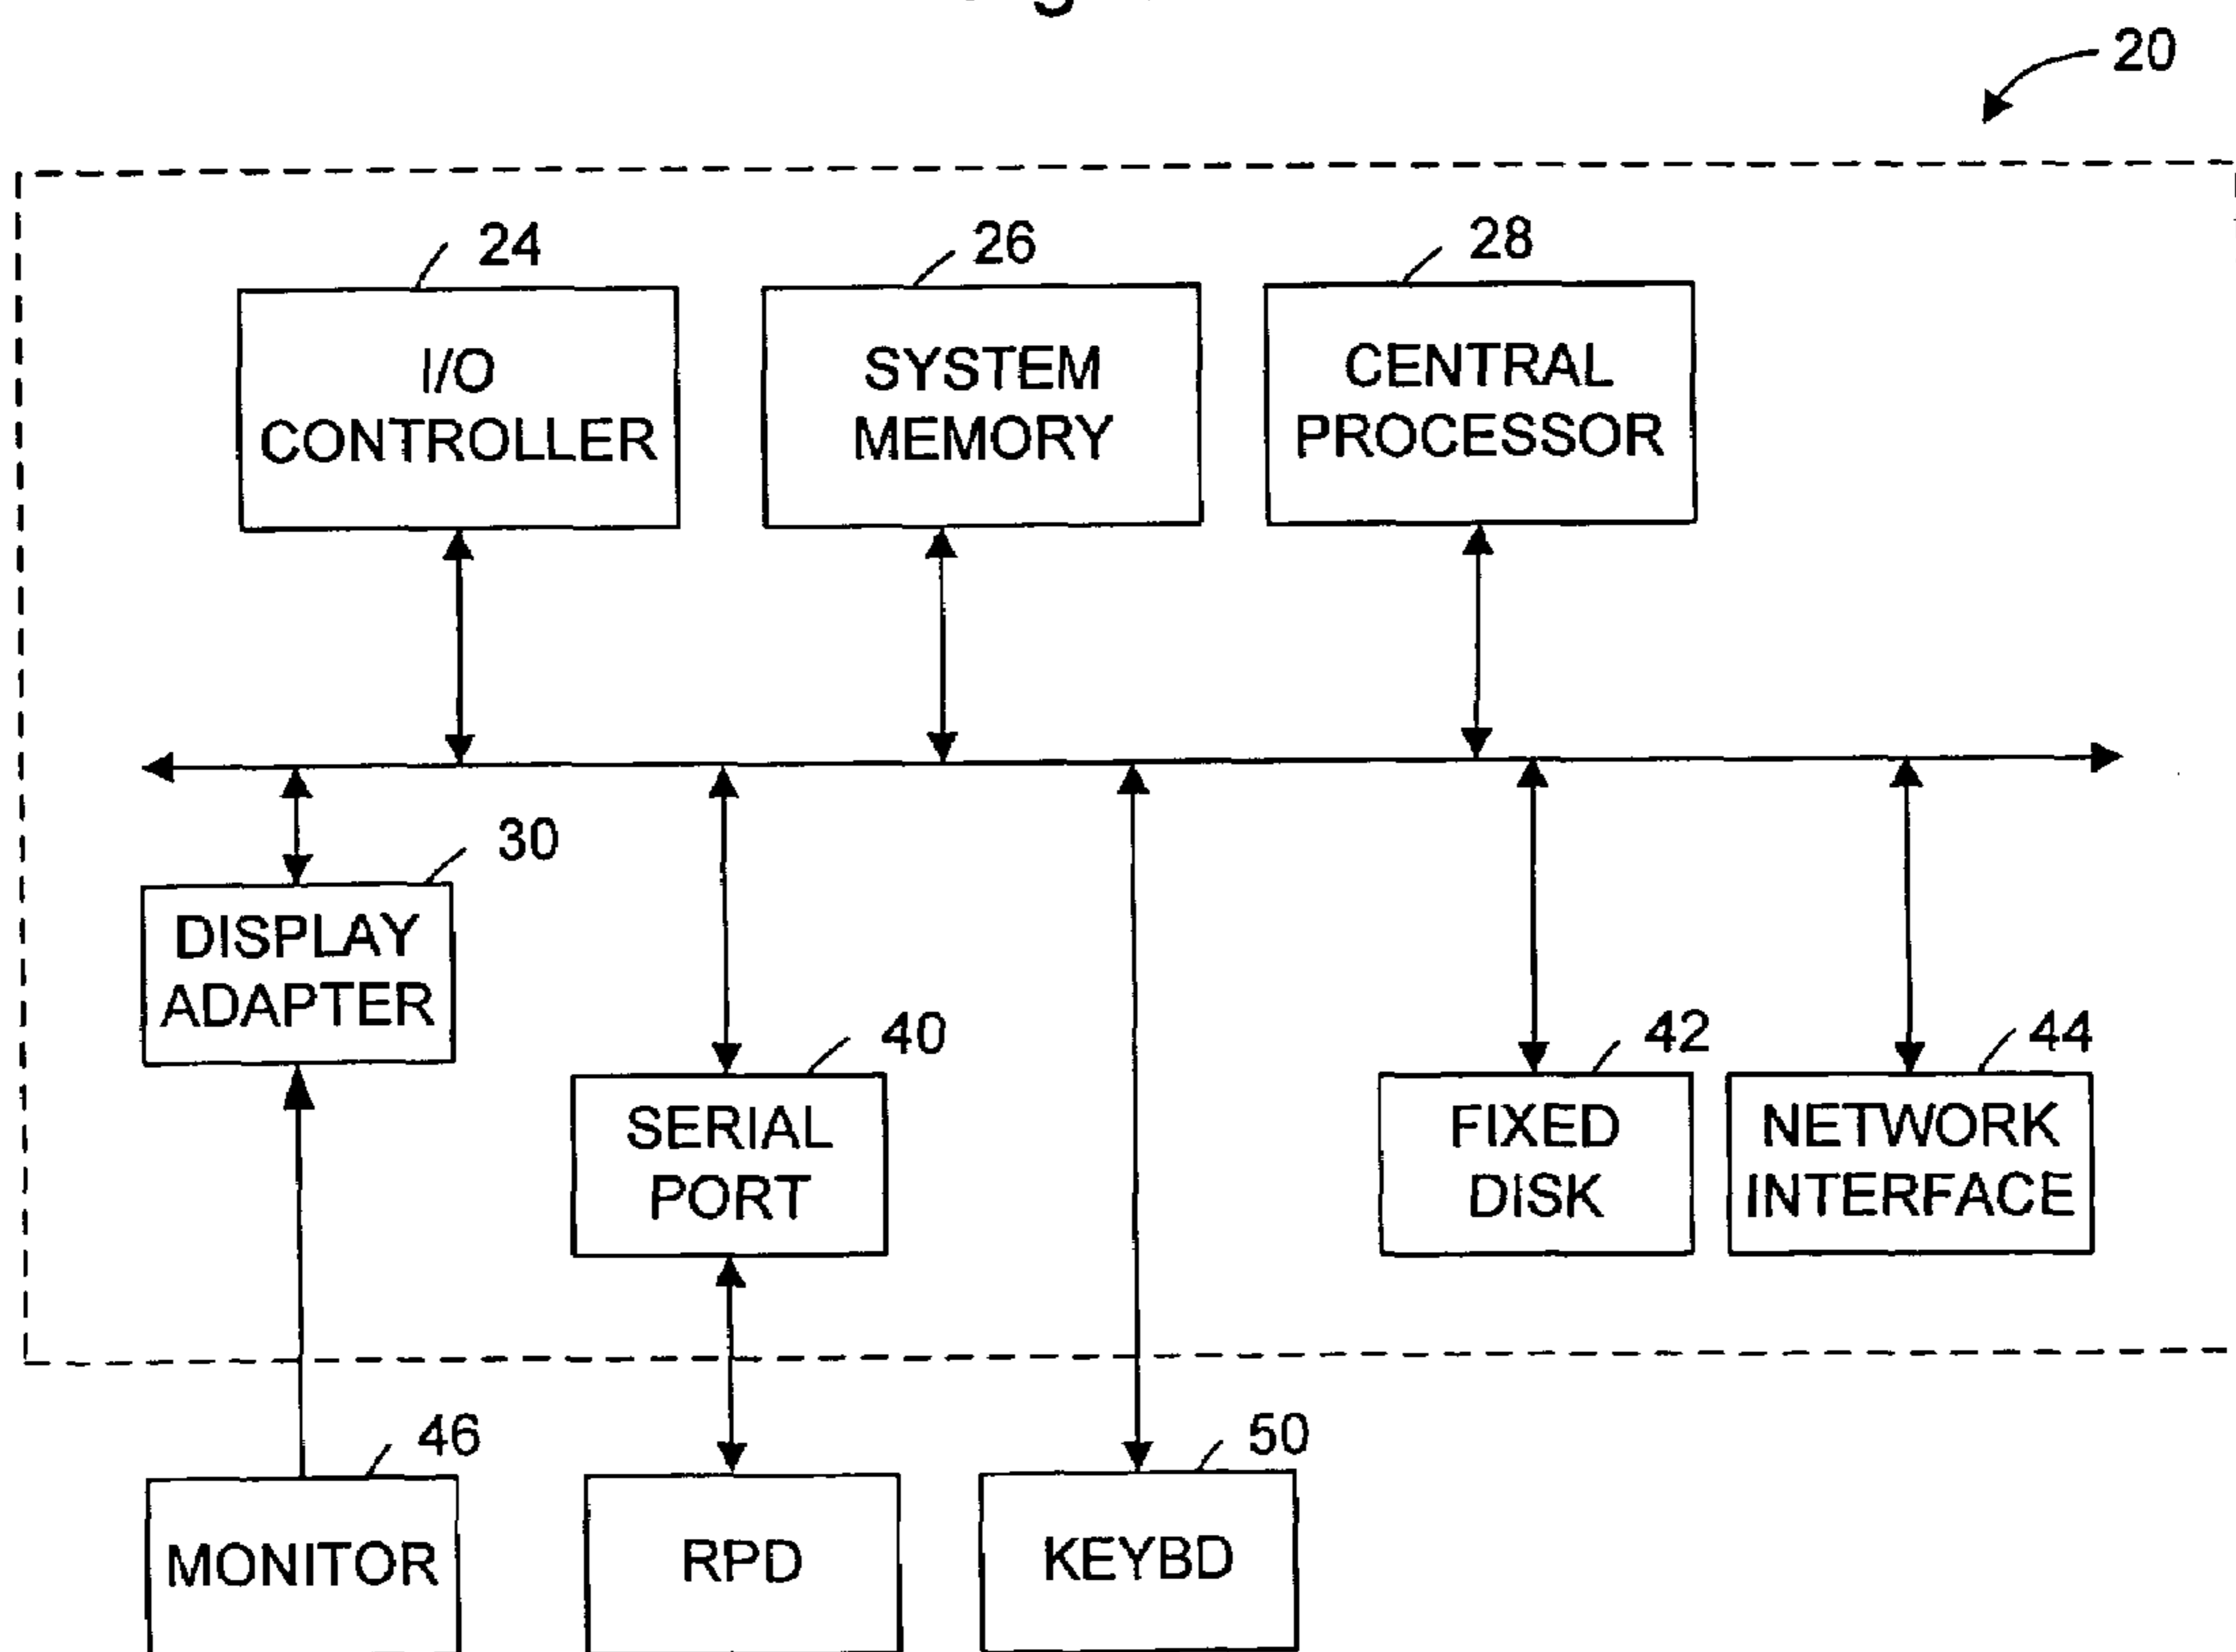 20
24
26
28
I/O
CONTROLLER
SYSTEM
MEMORY
CENTRAL
PROCESSOR
30
DISPLAY
ADAPTER
40
42
44
SERIAL
PORT
FIXED
DISK
NETWORK
INTERFACE
46
50
MONITOR
RPD
KEYBD